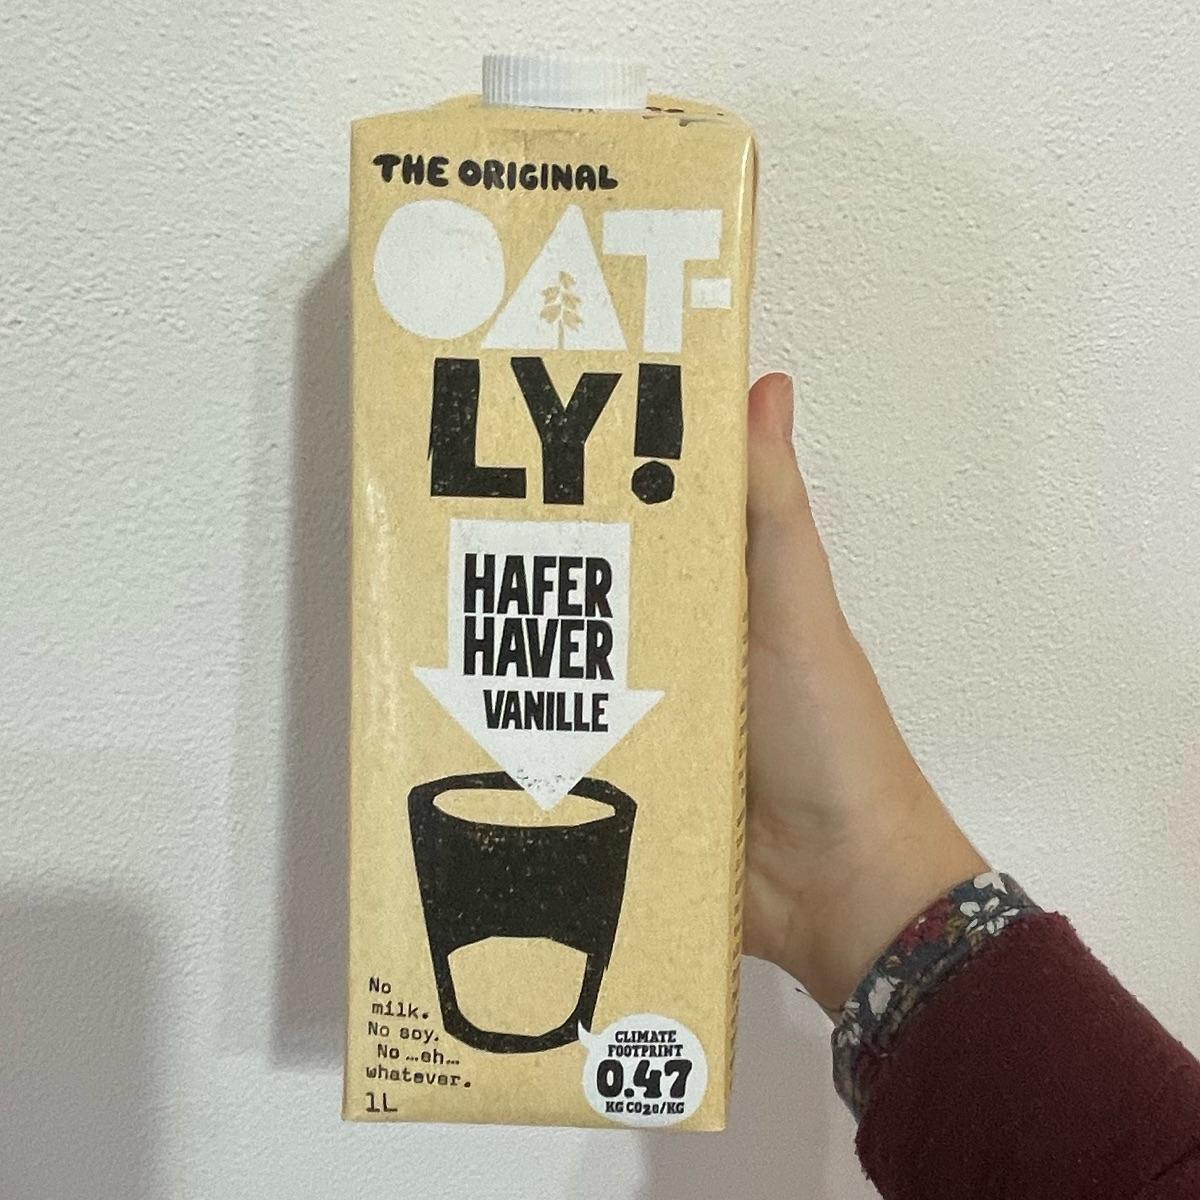 THE ORIGINAL
OAT-
LY!
HAFER
HAVER
VANILLE
No
milk.
No soy.
No ...eh...
whatever.
1L
CLIMATE
FOOTPRINT
0.47
KG CO2e/KG